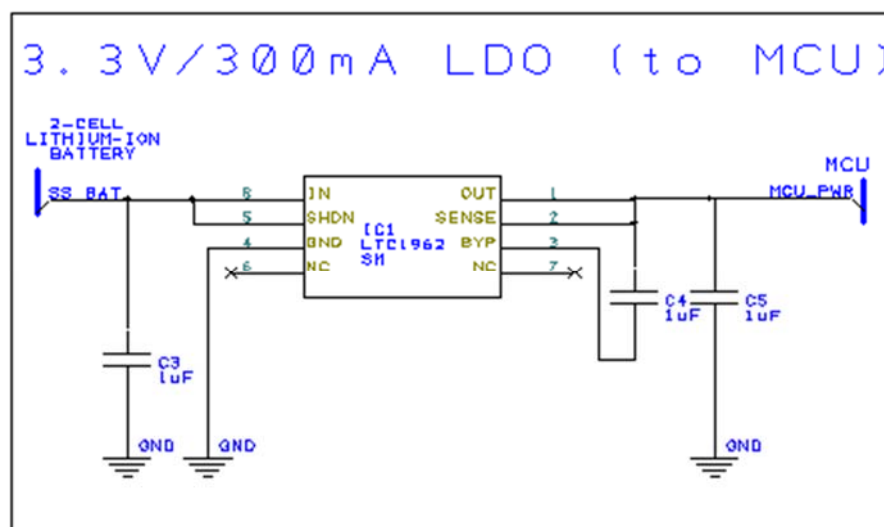 3.3V/300mA LDO (to MCU)
2-CELL
LITHIUM-ION
BATTERY
SS_BAT
MCU
MCU_PWR
8 IN OUT 1
5 SHDN SENSE 2
4 GND BYP 3
6 NC NC 7
IC1
LTC1962
SM
C3
1uF
C4
1uF
C5
1uF
GND
GND
GND